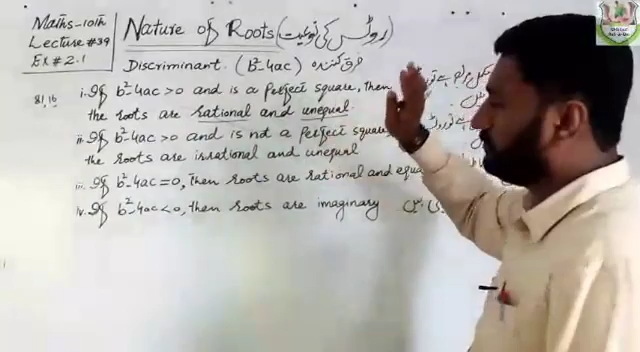 Maths-10th
Lecture #39
Ex # 2.1
Nature of Roots (روٹس کی نوعیت)
Discriminant (b²-4ac) فرق کنندہ
81,16
i. If b²-4ac >0 and is a perfect square, then
the roots are rational and unequal.
ii. If b²-4ac >0 and is not a perfect square
the roots are irrational and unequal
iii. If b²-4ac =0, then roots are rational and equa
iv. If b²-4ac <0, then roots are imaginary